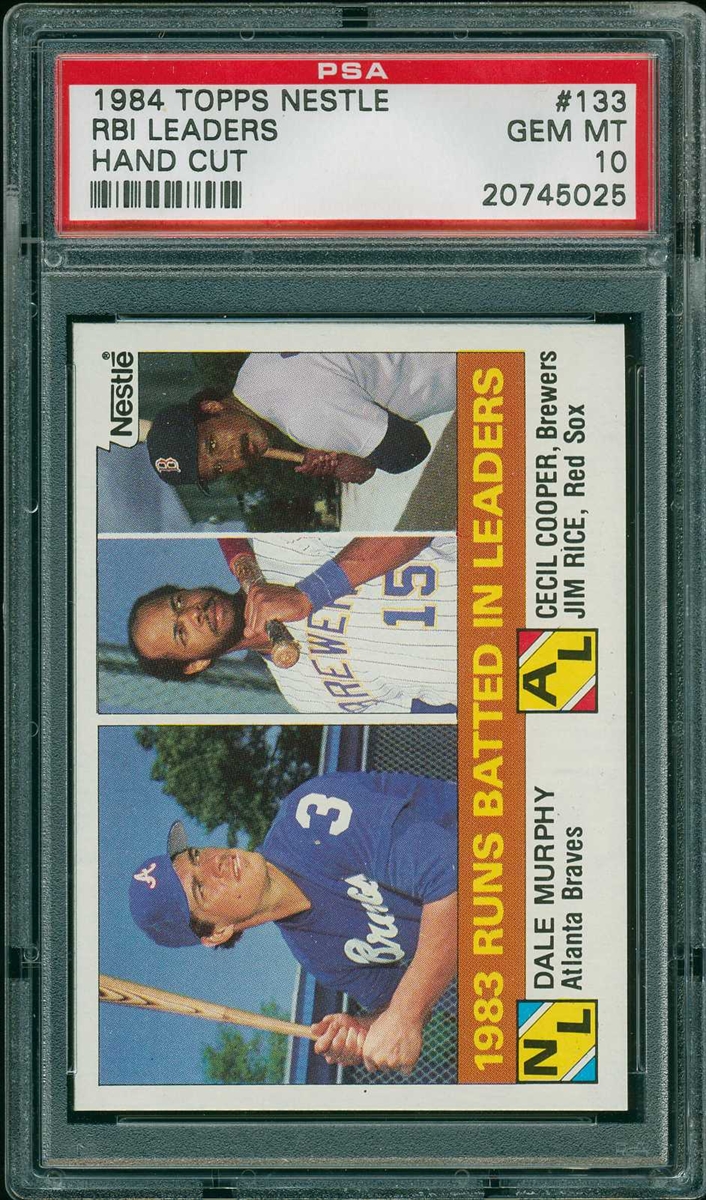 PSA
1984 TOPPS NESTLE #133
RBI LEADERS GEM MT
HAND CUT 10
20745025
Nestlé®
B
BREWER
15
A
3
Braves
1983 RUNS BATTED IN LEADERS
NL
DALE MURPHY
Atlanta Braves
AL
CECIL COOPER, Brewers
JIM RICE, Red Sox